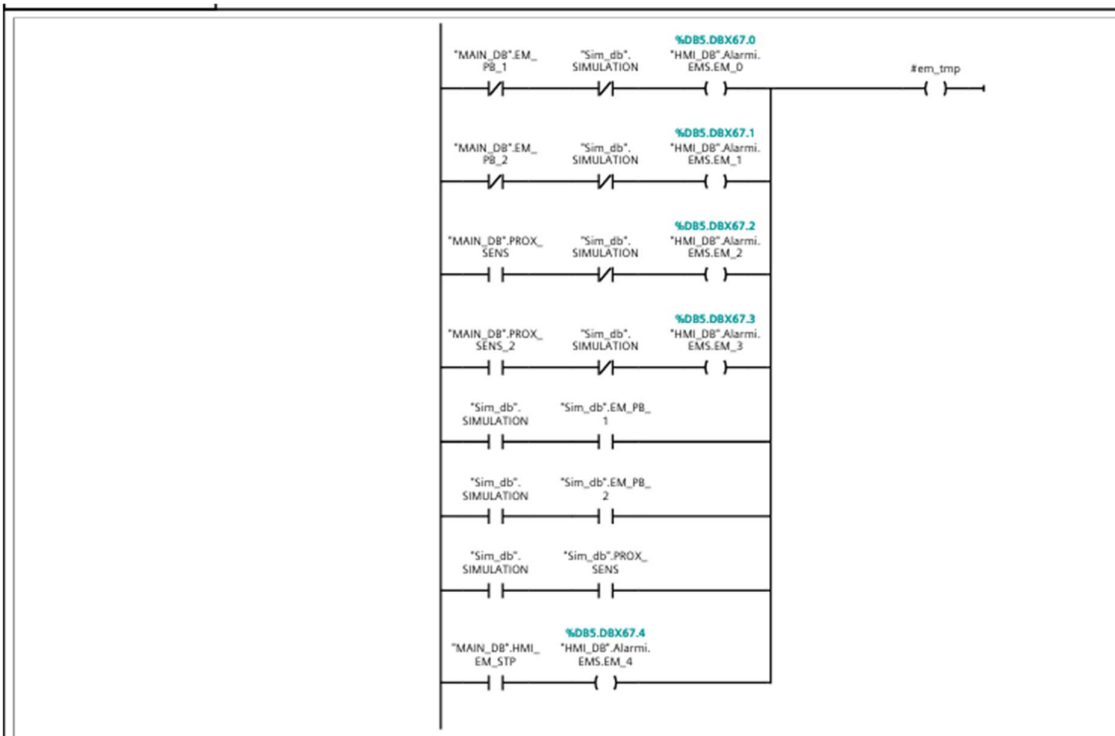 %DB5.DBX67.0
"MAIN_DB".EM_ "Sim_db". "HMI_DB".Alarmi. #em_tmp
PB_1 SIMULATION EMS.EM_0
%DB5.DBX67.1
"MAIN_DB".EM_ "Sim_db". "HMI_DB".Alarmi.
PB_2 SIMULATION EMS.EM_1
%DB5.DBX67.2
"MAIN_DB".PROX_ "Sim_db". "HMI_DB".Alarmi.
SENS SIMULATION EMS.EM_2
%DB5.DBX67.3
"MAIN_DB".PROX_ "Sim_db". "HMI_DB".Alarmi.
SENS_2 SIMULATION EMS.EM_3
"Sim_db". "Sim_db".EM_PB_
SIMULATION 1
"Sim_db". "Sim_db".EM_PB_
SIMULATION 2
"Sim_db". "Sim_db".PROX_
SIMULATION SENS
%DB5.DBX67.4
"MAIN_DB".HMI_ "HMI_DB".Alarmi.
EM_STP EMS.EM_4